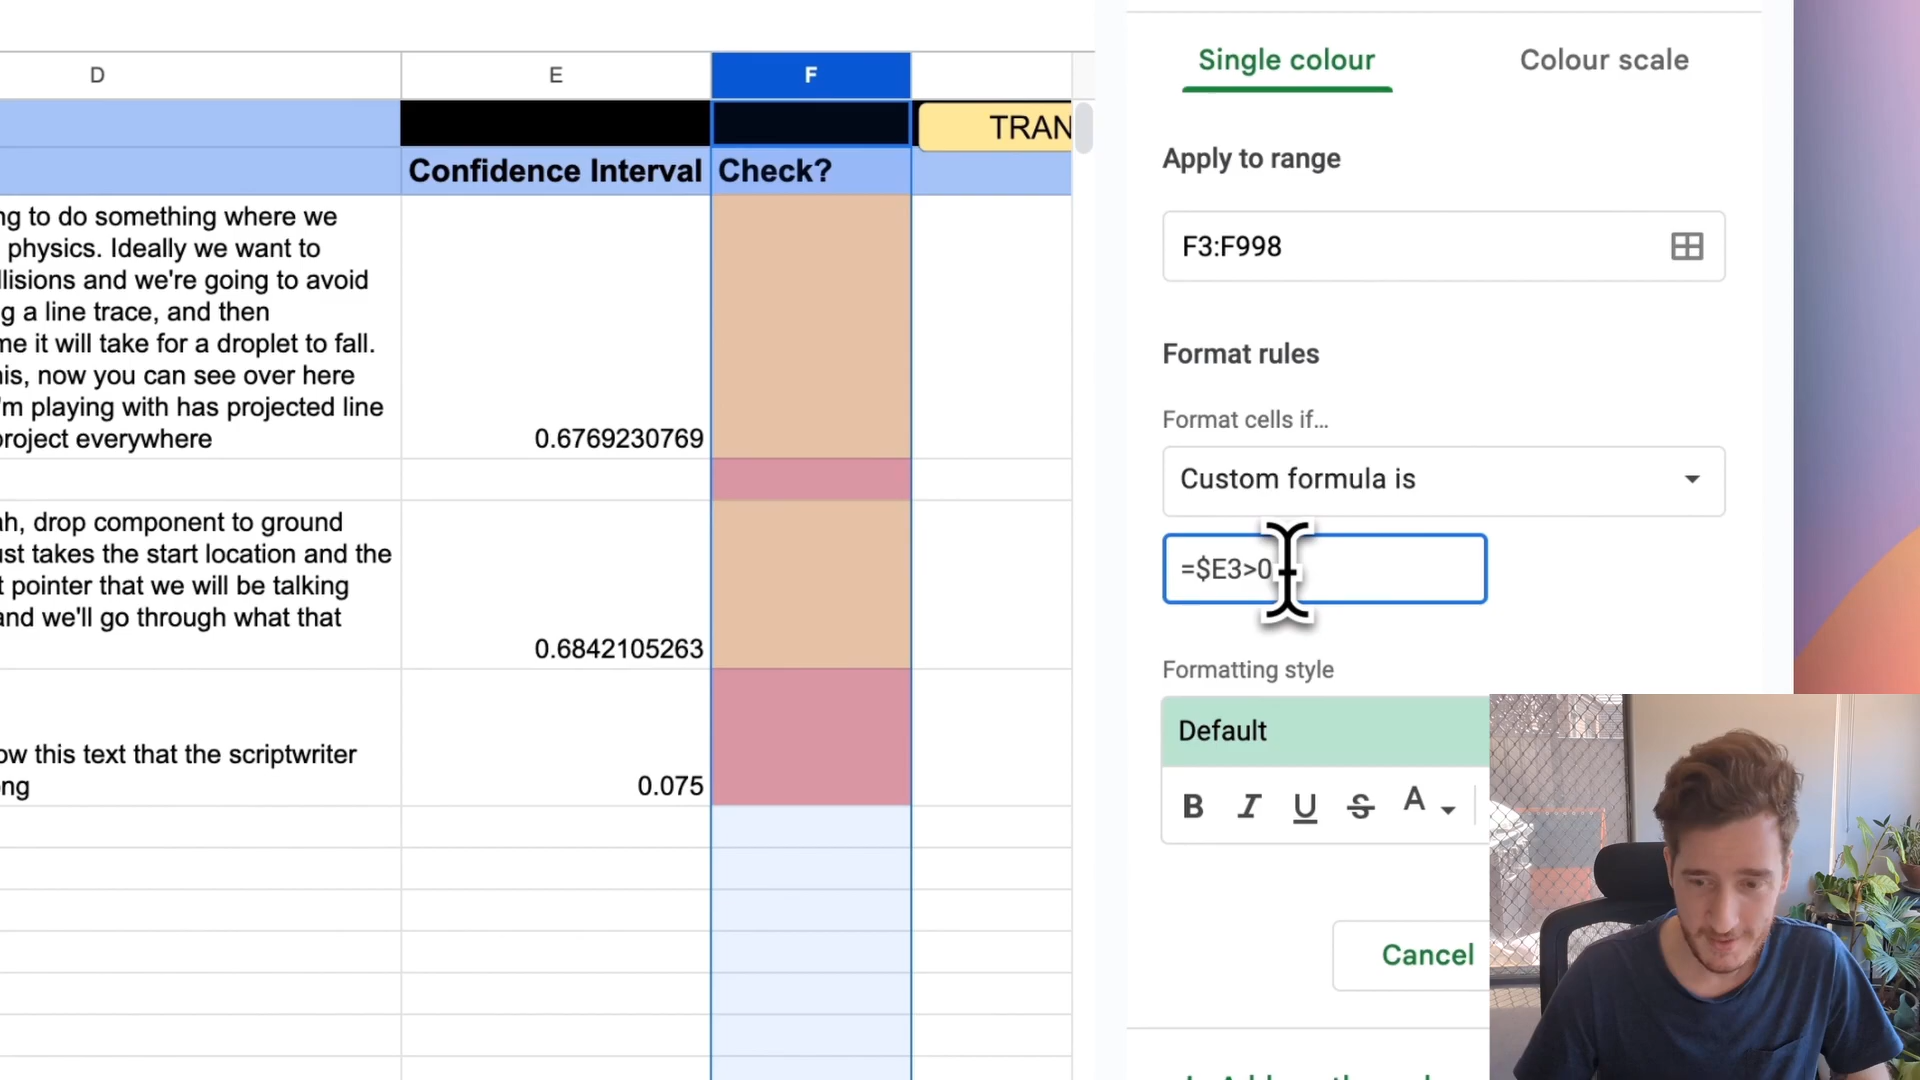 D
E
F
TRAN
Confidence Interval
Check?
ng to do something where we
physics. Ideally we want to
llisions and we're going to avoid
g a line trace, and then
me it will take for a droplet to fall.
his, now you can see over here
'm playing with has projected line
project everywhere
0.6769230769
ah, drop component to ground
ust takes the start location and the
t pointer that we will be talking
and we'll go through what that
0.6842105263
ow this text that the scriptwriter
ng
0.075
Single colour
Colour scale
Apply to range
F3:F998
Format rules
Format cells if…
Custom formula is
=$E3>0
Formatting style
Default
B I U S A
Cancel